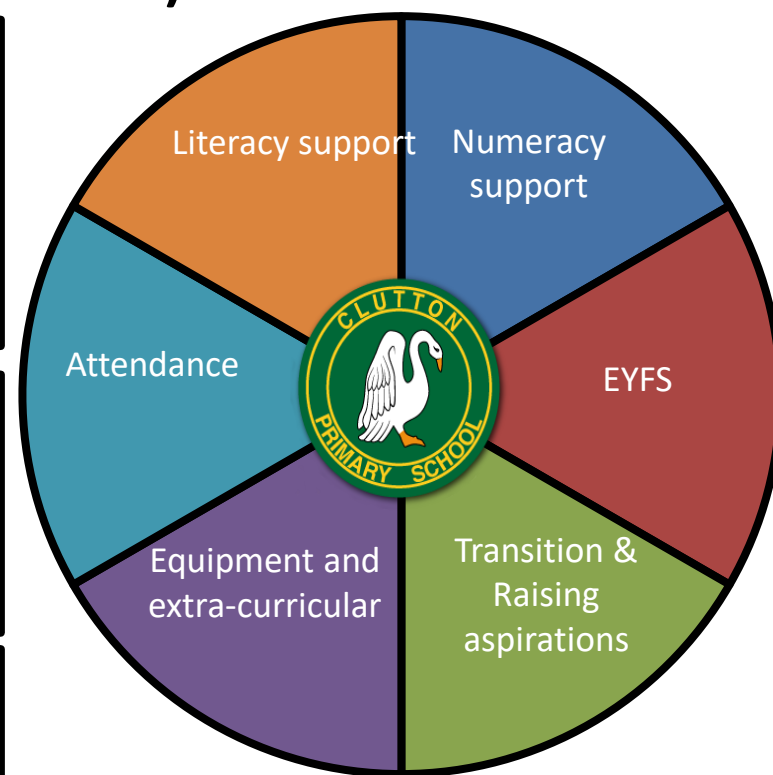 Literacy support
Numeracy
support
Attendance
EYFS
CLUTTON
PRIMARY SCHOOL
Equipment and
extra-curricular
Transition &
Raising
aspirations